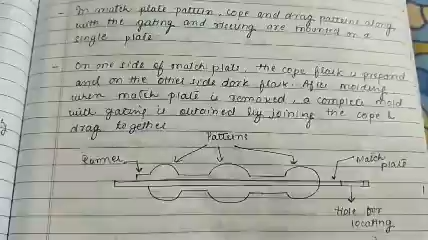 - In match plate pattern, cope and drag patterns along
with the gating and risering are mounted on a
single plate
- On one side of match plate, the cope flask is prepared
and on the other side dark flask. After moulding
when match plate is removed, a complete mold
with gating is obtained by joining the cope &
drag together
Patterns
Runner
Match
plate
Hole for
locating